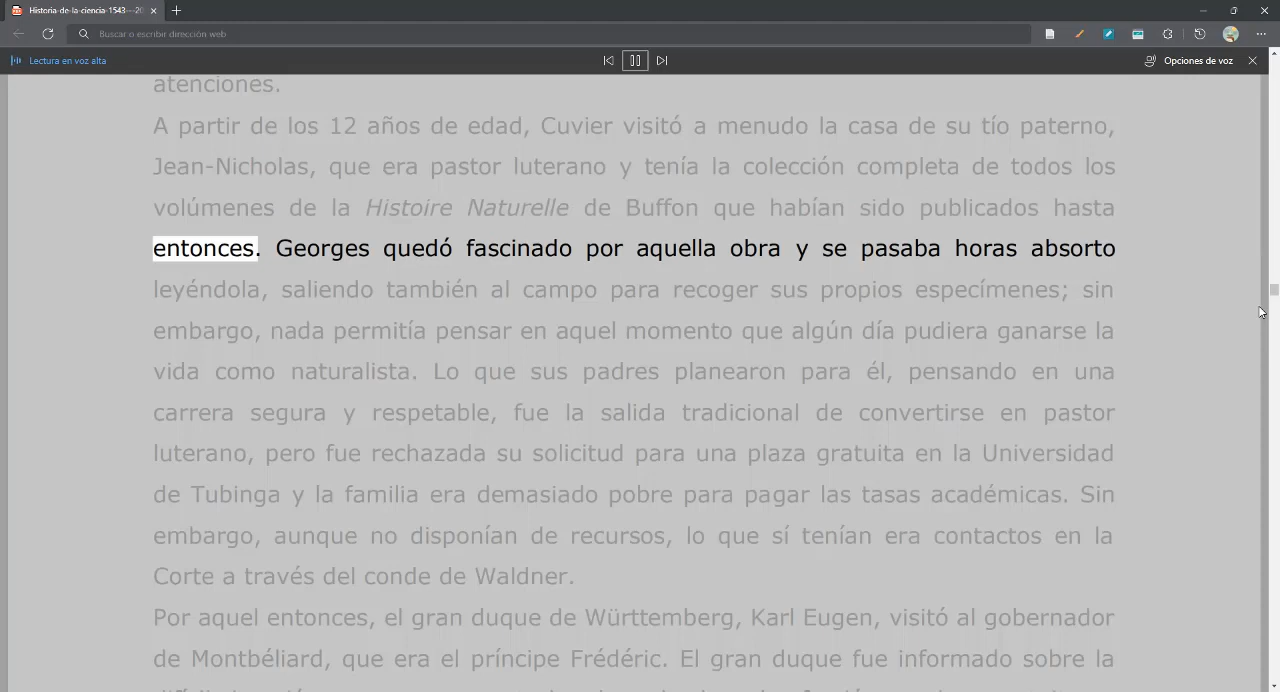 Historia-de-la-ciencia-1543---20
Buscar o escribir dirección web
Lectura en voz alta
Opciones de voz
atenciones.
A partir de los 12 años de edad, Cuvier visitó a menudo la casa de su tío paterno,
Jean-Nicholas, que era pastor luterano y tenía la colección completa de todos los
volúmenes de la Histoire Naturelle de Buffon que habían sido publicados hasta
entonces. Georges quedó fascinado por aquella obra y se pasaba horas absorto
leyéndola, saliendo también al campo para recoger sus propios especímenes; sin
embargo, nada permitía pensar en aquel momento que algún día pudiera ganarse la
vida como naturalista. Lo que sus padres planearon para él, pensando en una
carrera segura y respetable, fue la salida tradicional de convertirse en pastor
luterano, pero fue rechazada su solicitud para una plaza gratuita en la Universidad
de Tubinga y la familia era demasiado pobre para pagar las tasas académicas. Sin
embargo, aunque no disponían de recursos, lo que sí tenían era contactos en la
Corte a través del conde de Waldner.
Por aquel entonces, el gran duque de Württemberg, Karl Eugen, visitó al gobernador
de Montbéliard, que era el príncipe Frédéric. El gran duque fue informado sobre la